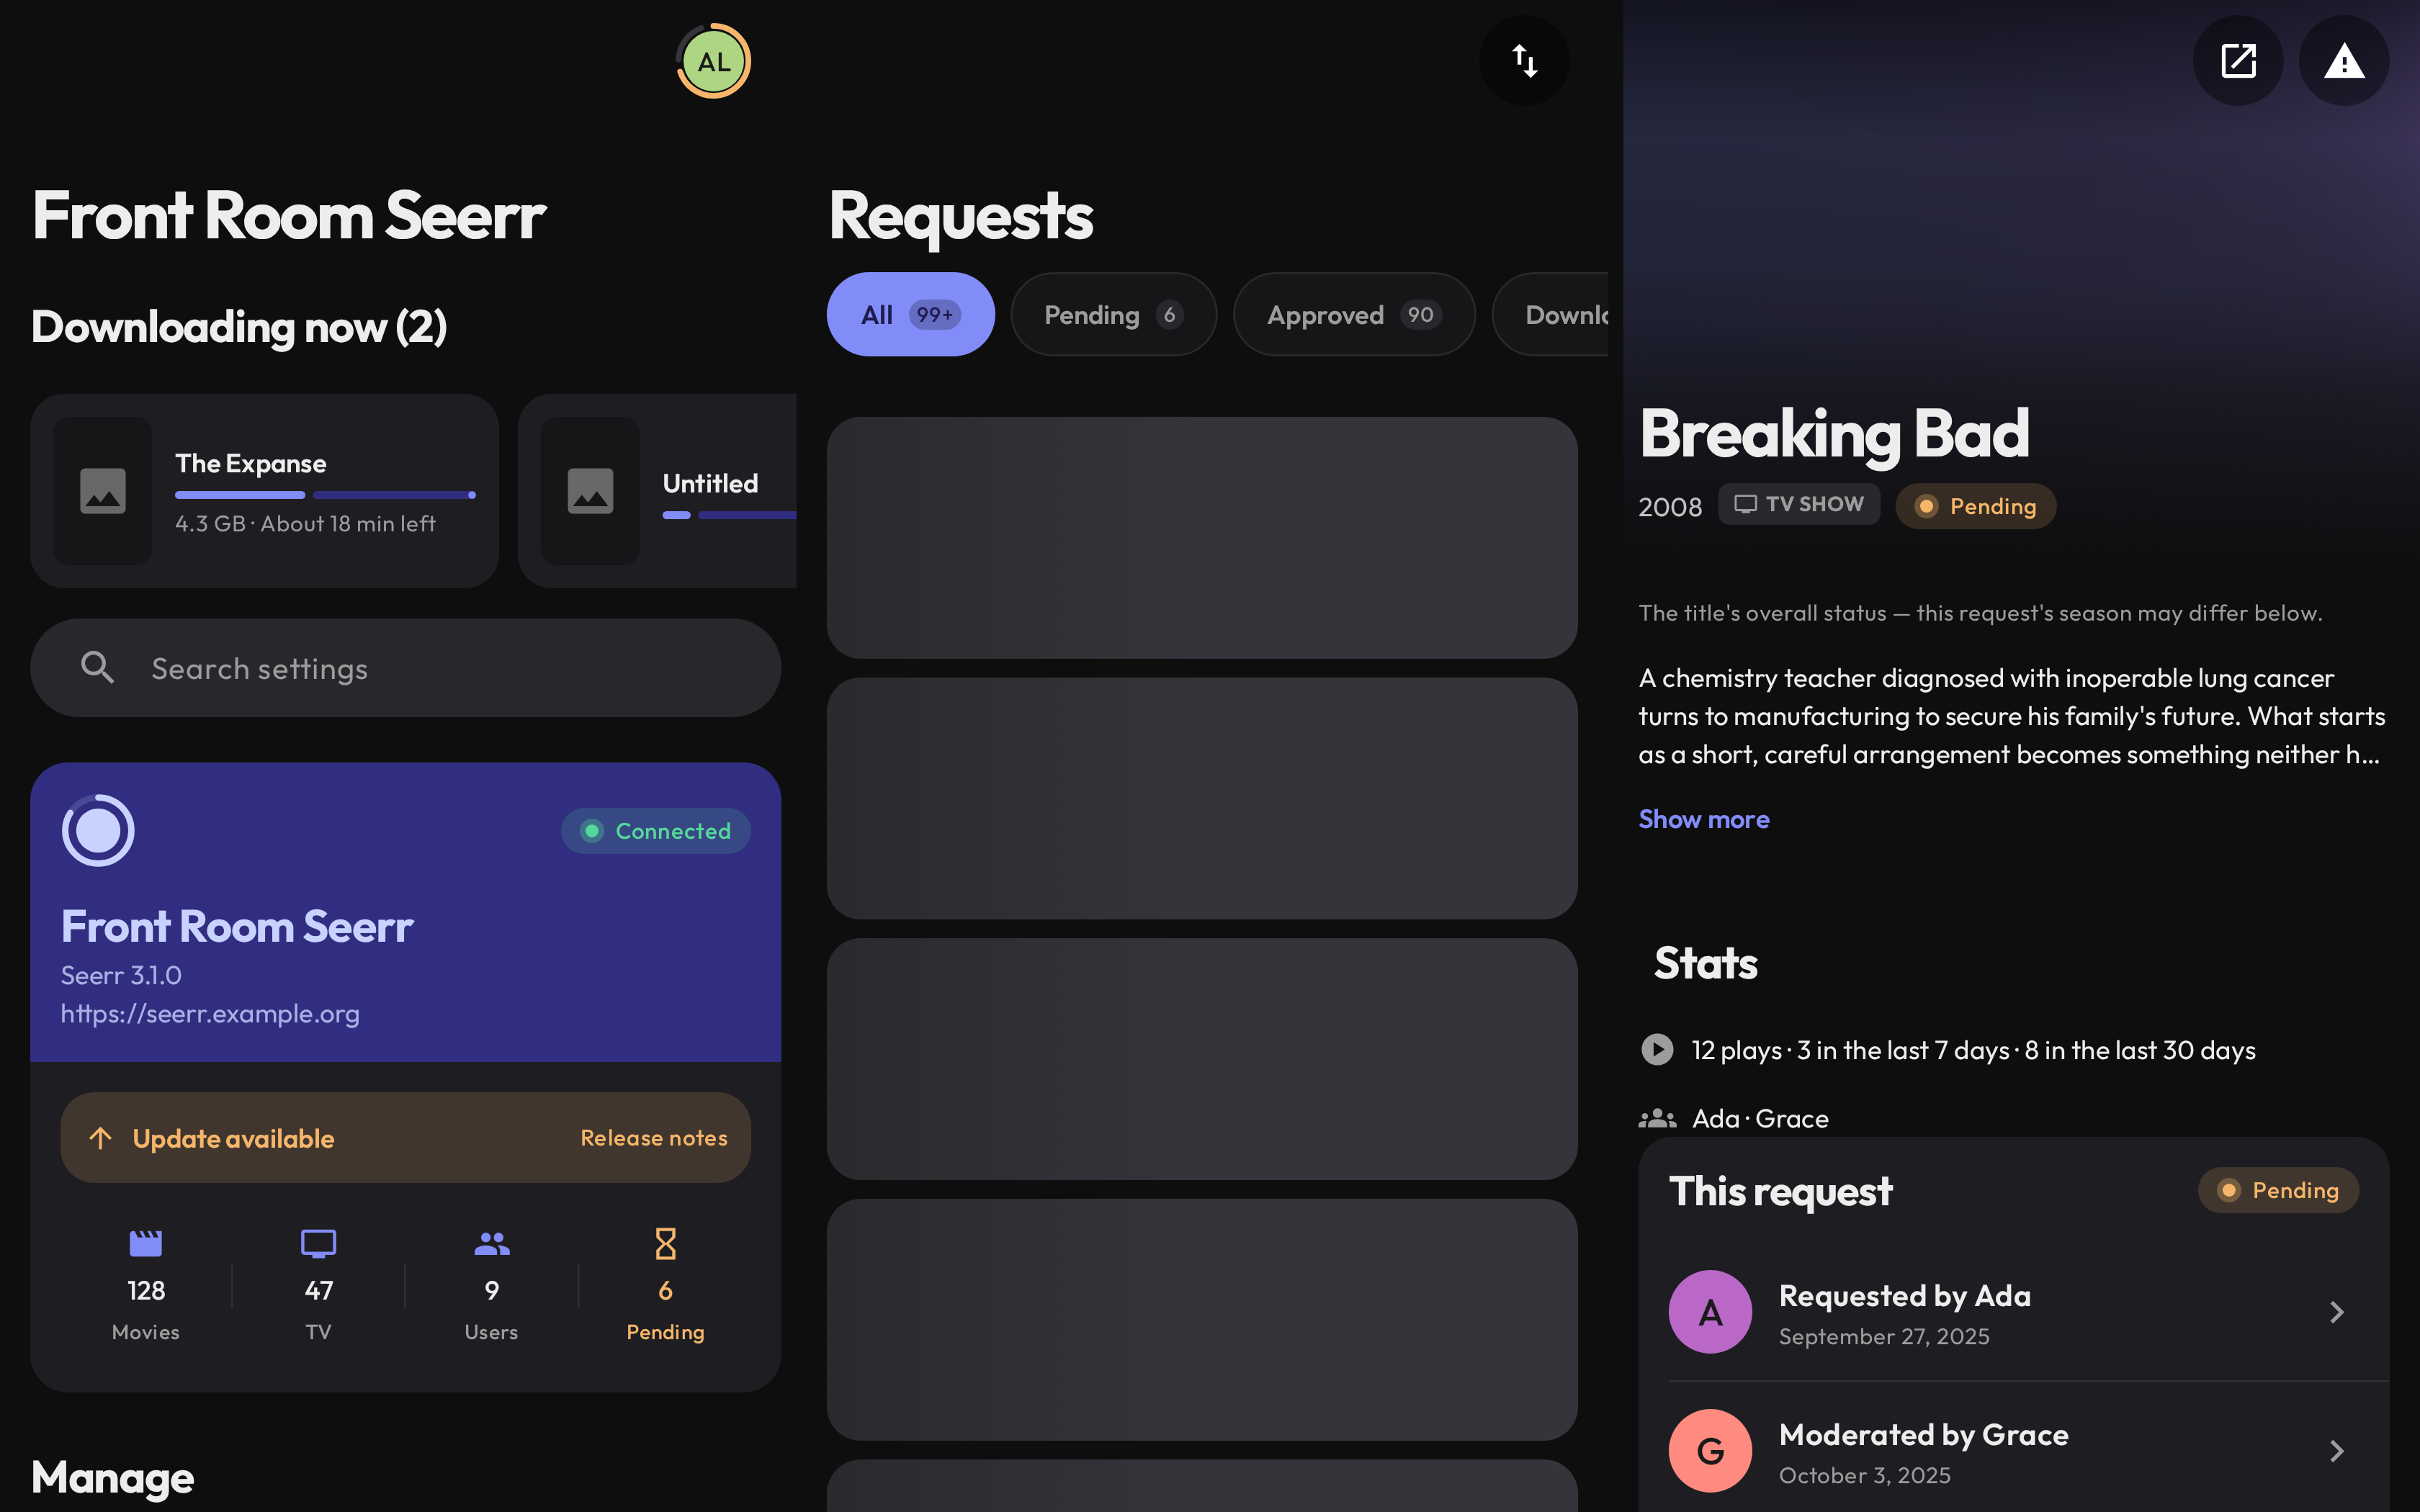 AL
Front Room Seerr
Downloading now (2)
The Expanse
4.3 GB · About 18 min left
Untitled
Search settings
Connected
Front Room Seerr
Seerr 3.1.0
https://seerr.example.org
Update available
Release notes
128
Movies
47
TV
9
Users
6
Pending
Manage
Requests
All 99+
Pending 6
Approved 90
Downlo
Breaking Bad
2008
TV SHOW
Pending
The title's overall status — this request's season may differ below.
A chemistry teacher diagnosed with inoperable lung cancer
turns to manufacturing to secure his family's future. What starts
as a short, careful arrangement becomes something neither h...
Show more
Stats
12 plays · 3 in the last 7 days · 8 in the last 30 days
Ada · Grace
This request
Pending
A
Requested by Ada
September 27, 2025
G
Moderated by Grace
October 3, 2025